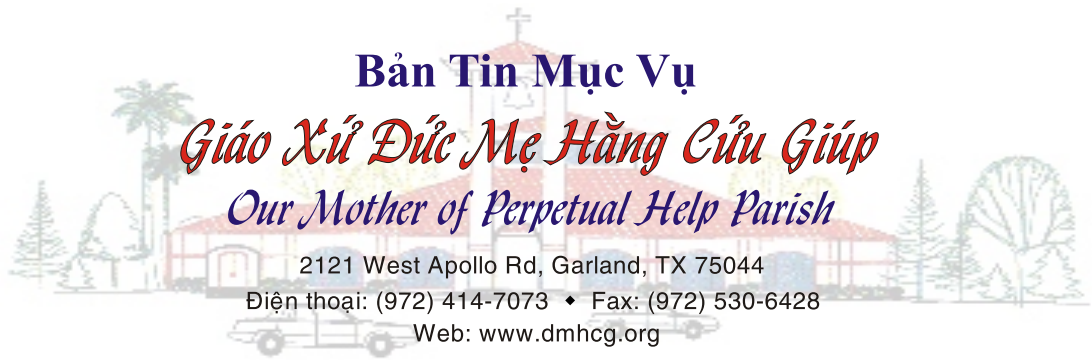 Bản Tin Mục Vụ
Giáo Xứ Đức Mẹ Hằng Cứu Giúp
Our Mother of Perpetual Help Parish
2121 West Apollo Rd, Garland, TX 75044
Điện thoại: (972) 414-7073 ◆ Fax: (972) 530-6428
Web: www.dmhcg.org